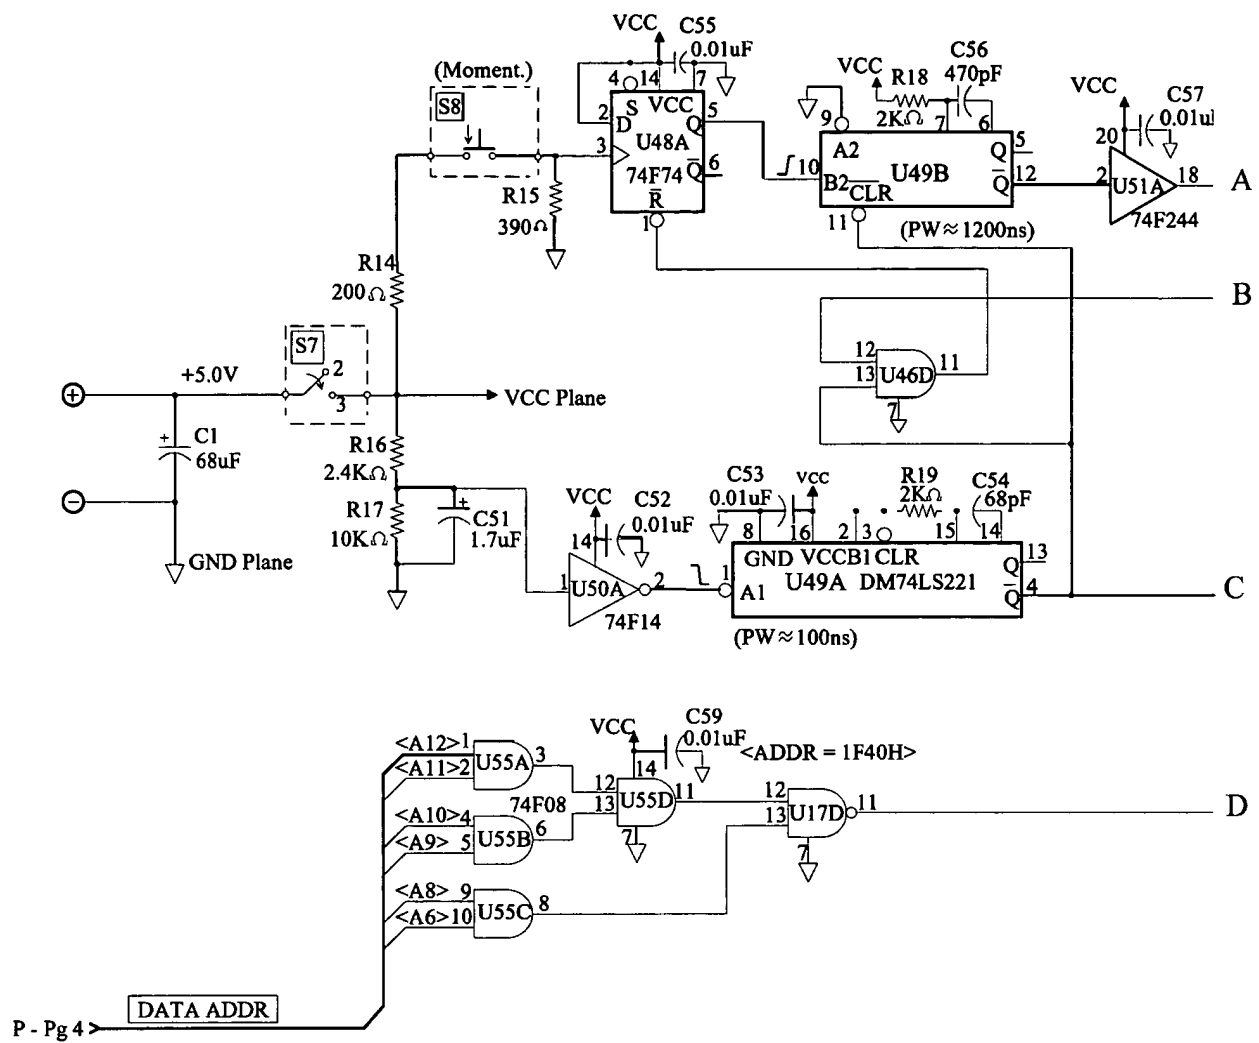 VCC
C55
0.01uF
4
14
7
S
VCC
2
D
5
Q
U48A
3
74F74
Q
6
R
1
(Moment.)
S8
R15
390Ω
VCC
R18
C56
470pF
2KΩ
9
7
6
A2
5
Q
10
B2
U49B
Q
12
CLR
11
(PW≈1200ns)
VCC
C57
20
2
U51A
18
A
74F244
R14
200Ω
B
12
13
U46D
11
7
S7
2
3
+5.0V
+
VCC Plane
+
C1
68uF
−
GND Plane
R16
2.4KΩ
R17
10KΩ
+
C51
1.7uF
VCC
C52
0.01uF
14
1
U50A
2
74F14
C53
0.01uF
VCC
R19
2KΩ
C54
68pF
8
16
2
3
15
14
GND
VCC
B1
CLR
13
Q
1
A1
U49A
DM74LS221
Q
4
C
(PW≈100ns)
VCC
C59
0.01uF
<ADDR = 1F40H>
<A12>
1
<A11>
2
U55A
3
14
12
13
U55D
11
7
12
13
U17D
11
7
D
74F08
<A10>
4
<A9>
5
U55B
6
<A8>
9
<A6>
10
U55C
8
DATA ADDR
P - Pg 4